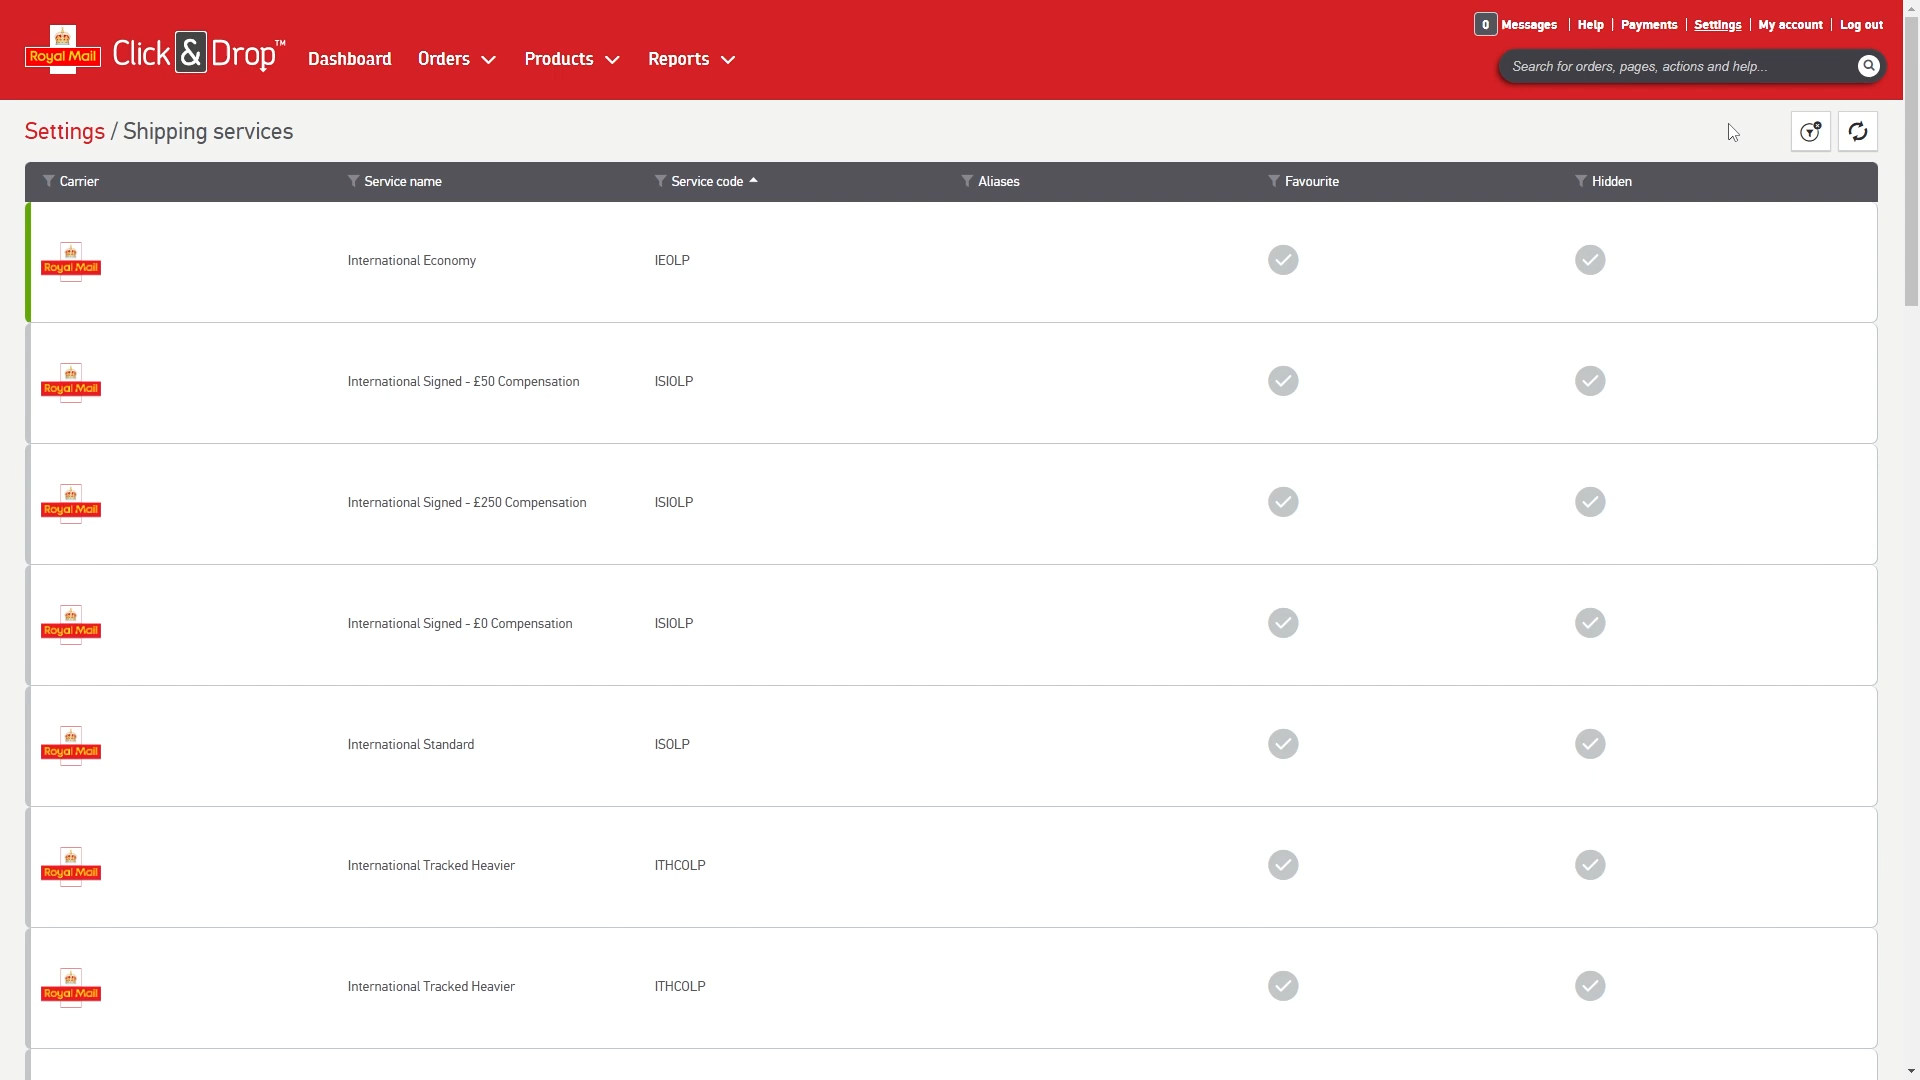 0 Messages | Help | Payments | Settings | My account | Log out
Royal Mail Click & Drop™ Dashboard Orders Products Reports
Search for orders, pages, actions and help...
Settings / Shipping services
Carrier Service name Service code Aliases Favourite Hidden
Royal Mail International Economy IEOLP
Royal Mail International Signed - £50 Compensation ISIOLP
Royal Mail International Signed - £250 Compensation ISIOLP
Royal Mail International Signed - £0 Compensation ISIOLP
Royal Mail International Standard ISOLP
Royal Mail International Tracked Heavier ITHCOLP
Royal Mail International Tracked Heavier ITHCOLP